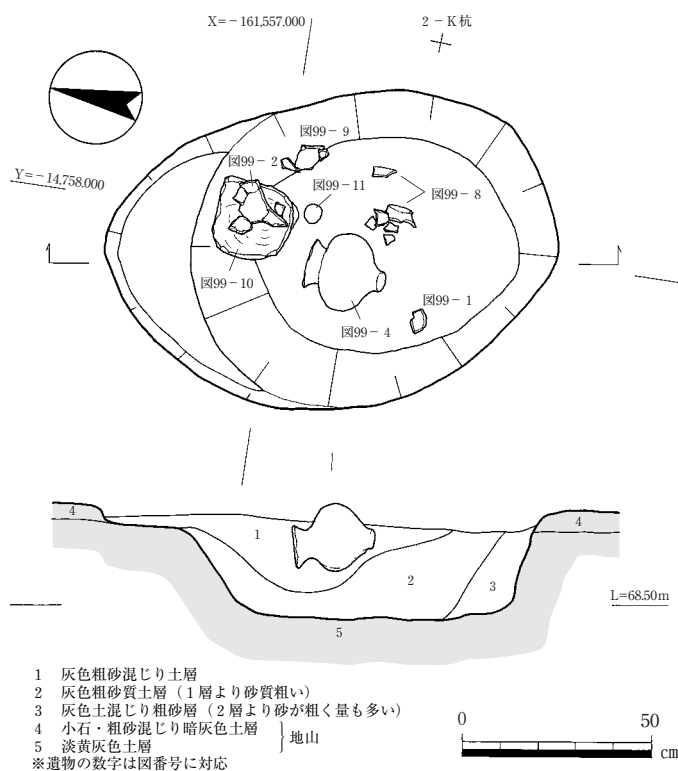 X=−161,557.000
2－K杭
図99－9
Y=−14,758.000
図99－2
図99－11
図99－8
図99－10
図99－1
図99－4
4
1
4
2
3
L=68.50m
5
1　灰色粗砂混じり土層
2　灰色粗砂質土層（1層より砂質粗い）
3　灰色土混じり粗砂層（2層より砂が粗く量も多い）
4　小石・粗砂混じり暗灰色土層
5　淡黄灰色土層
地山
※遺物の数字は図番号に対応
0
50
cm